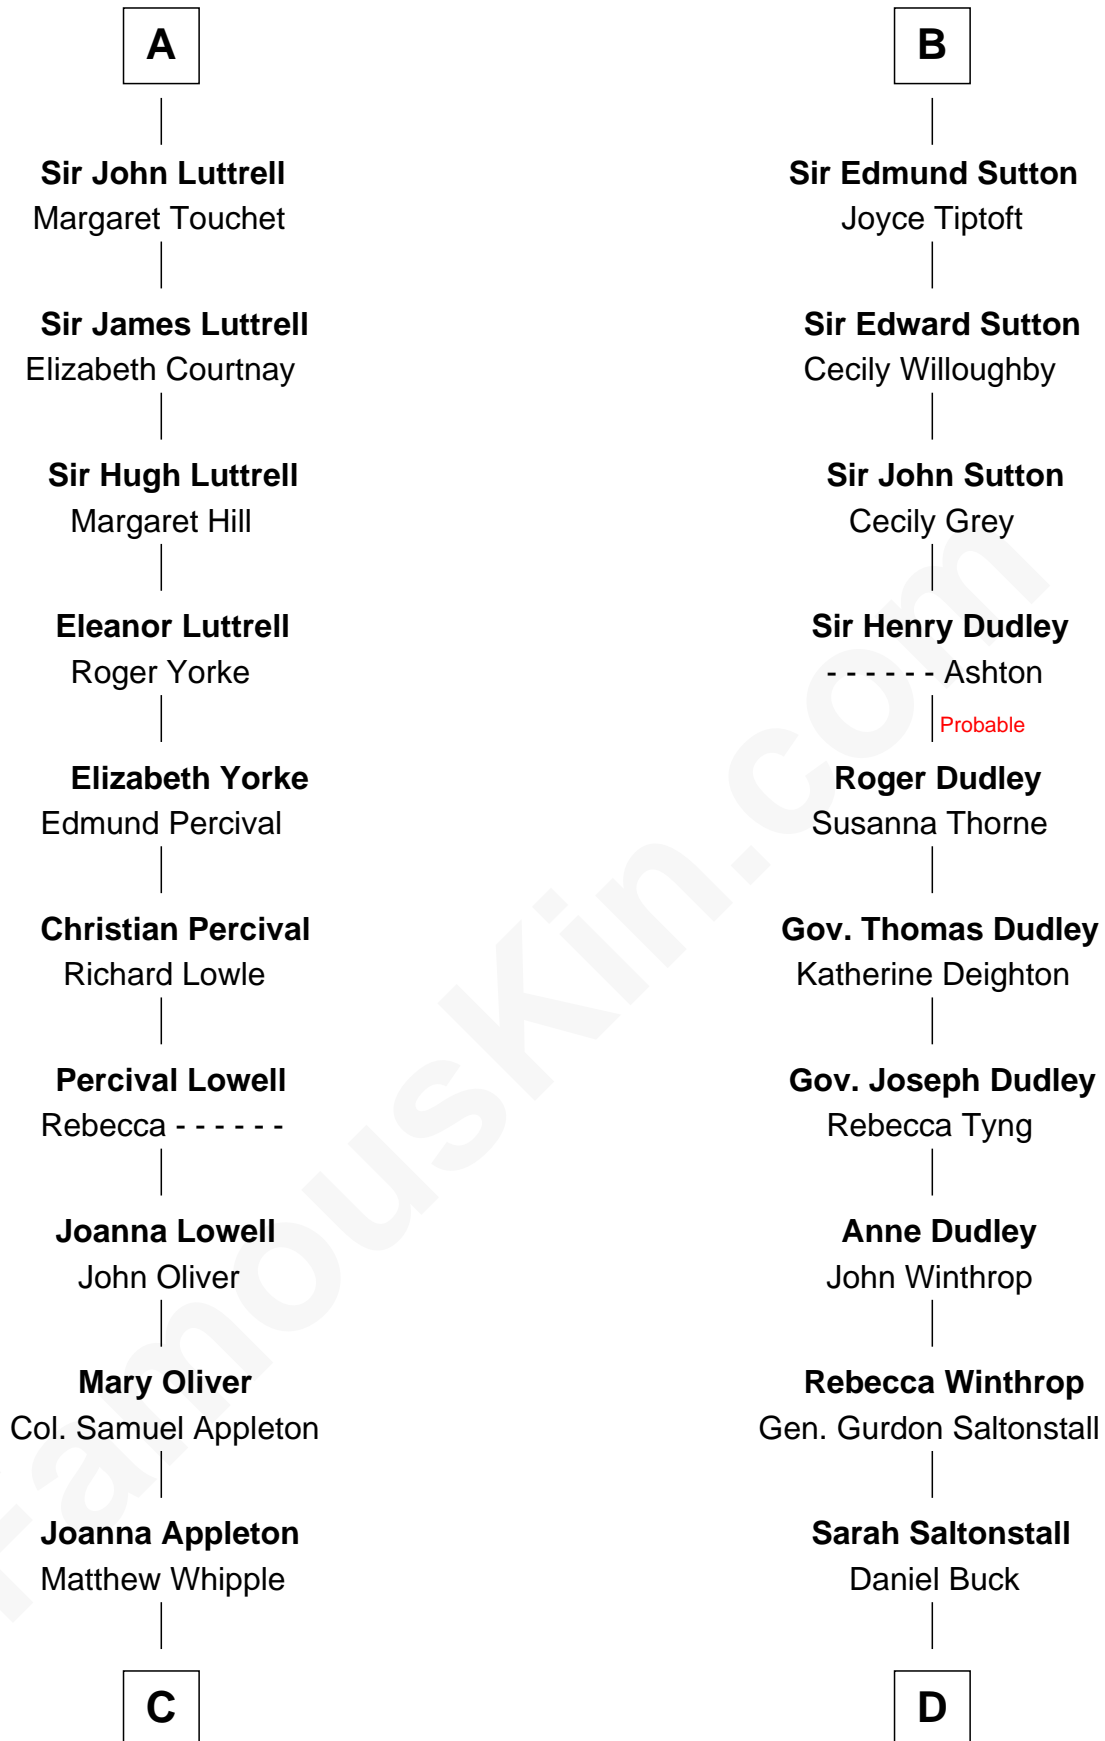 A
Sir John Luttrell
Margaret Touchet
Sir James Luttrell
Elizabeth Courtnay
Sir Hugh Luttrell
Margaret Hill
Eleanor Luttrell
Roger Yorke
Elizabeth Yorke
Edmund Percival
Christian Percival
Richard Lowle
Percival Lowell
Rebecca - - - - - -
Joanna Lowell
John Oliver
Mary Oliver
Col. Samuel Appleton
Joanna Appleton
Matthew Whipple
C
B
Sir Edmund Sutton
Joyce Tiptoft
Sir Edward Sutton
Cecily Willoughby
Sir John Sutton
Cecily Grey
Sir Henry Dudley
- - - - - - Ashton
Probable
Roger Dudley
Susanna Thorne
Gov. Thomas Dudley
Katherine Deighton
Gov. Joseph Dudley
Rebecca Tyng
Anne Dudley
John Winthrop
Rebecca Winthrop
Gen. Gurdon Saltonstall
Sarah Saltonstall
Daniel Buck
D
FamousKin.com